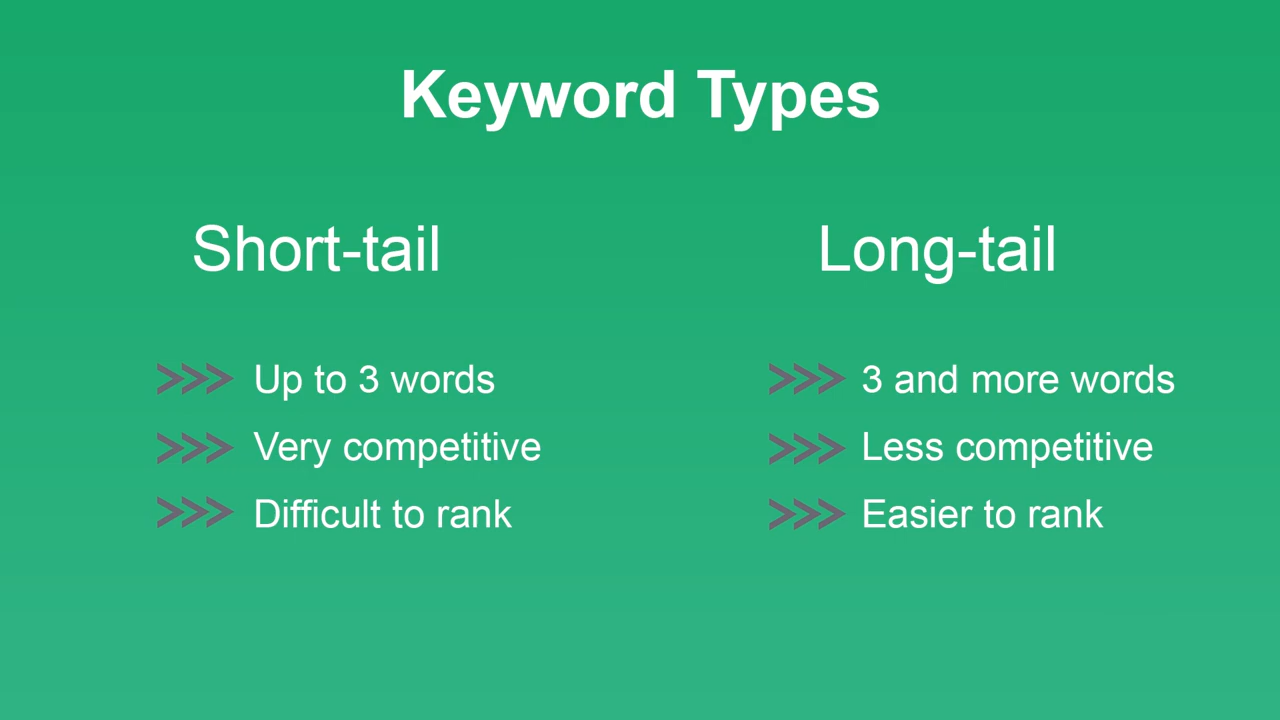 Keyword Types
Short-tail
Up to 3 words
Very competitive
Difficult to rank
Long-tail
3 and more words
Less competitive
Easier to rank